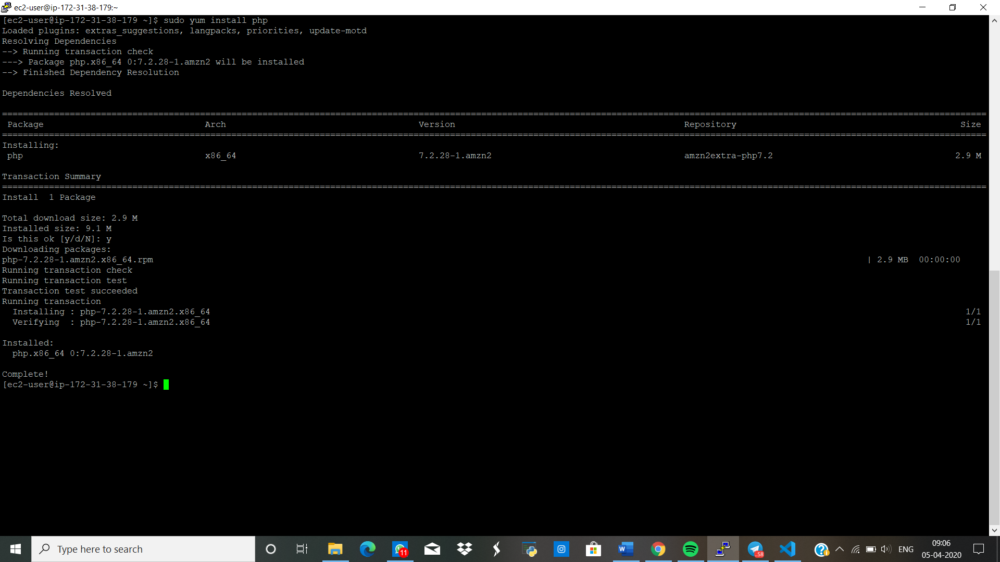 ec2-user@ip-172-31-38-179:~
[ec2-user@ip-172-31-38-179 ~]$ sudo yum install php
Loaded plugins: extras_suggestions, langpacks, priorities, update-motd
Resolving Dependencies
--> Running transaction check
---> Package php.x86_64 0:7.2.28-1.amzn2 will be installed
--> Finished Dependency Resolution
Dependencies Resolved
Package Arch Version Repository Size
Installing:
php x86_64 7.2.28-1.amzn2 amzn2extra-php7.2 2.9 M
Transaction Summary
Install 1 Package
Total download size: 2.9 M
Installed size: 9.1 M
Is this ok [y/d/N]: y
Downloading packages:
php-7.2.28-1.amzn2.x86_64.rpm | 2.9 MB 00:00:00
Running transaction check
Running transaction test
Transaction test succeeded
Running transaction
Installing : php-7.2.28-1.amzn2.x86_64 1/1
Verifying : php-7.2.28-1.amzn2.x86_64 1/1
Installed:
php.x86_64 0:7.2.28-1.amzn2
Complete!
[ec2-user@ip-172-31-38-179 ~]$
Type here to search
11
W
.58
ENG
09:06
05-04-2020